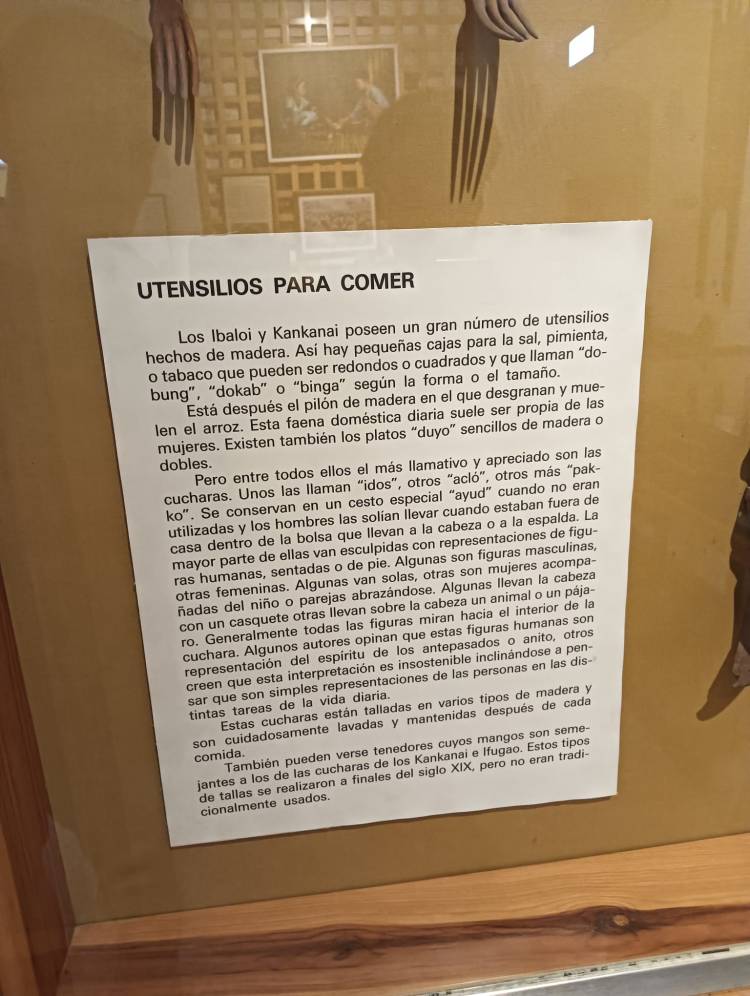 UTENSILIOS PARA COMER
Los Ibaloi y Kankanai poseen un gran número de utensilios
hechos de madera. Así hay pequeñas cajas para la sal, pimienta,
o tabaco que pueden ser redondos o cuadrados y que llaman “do-
bung”, “dokab” o “binga” según la forma o el tamaño.
Está después el pilón de madera en el que desgranan y mue-
len el arroz. Esta faena doméstica diaria suele ser propia de las
mujeres. Existen también los platos “duyo” sencillos de madera o
dobles.
Pero entre todos ellos el más llamativo y apreciado son las
cucharas. Unos las llaman “idos”, otros “acló”, otros más “pak-
ko”. Se conservan en un cesto especial “ayud” cuando no eran
utilizadas y los hombres las solían llevar cuando estaban fuera de
casa dentro de la bolsa que llevan a la cabeza o a la espalda. La
mayor parte de ellas van esculpidas con representaciones de figu-
ras humanas, sentadas o de pie. Algunas son figuras masculinas,
otras femeninas. Algunas van solas, otras son mujeres acompa-
ñadas del niño o parejas abrazándose. Algunas llevan la cabeza
con un casquete otras llevan sobre la cabeza un animal o un pája-
ro. Generalmente todas las figuras miran hacia el interior de la
cuchara. Algunos autores opinan que estas figuras humanas son
representación del espíritu de los antepasados o anito, otros
creen que esta interpretación es insostenible inclinándose a pen-
sar que son simples representaciones de las personas en las dis-
tintas tareas de la vida diaria.
Estas cucharas están talladas en varios tipos de madera y
son cuidadosamente lavadas y mantenidas después de cada
comida.
También pueden verse tenedores cuyos mangos son seme-
jantes a los de las cucharas de los Kankanai e Ifugao. Estos tipos
de tallas se realizaron a finales del siglo XIX, pero no eran tradi-
cionalmente usados.